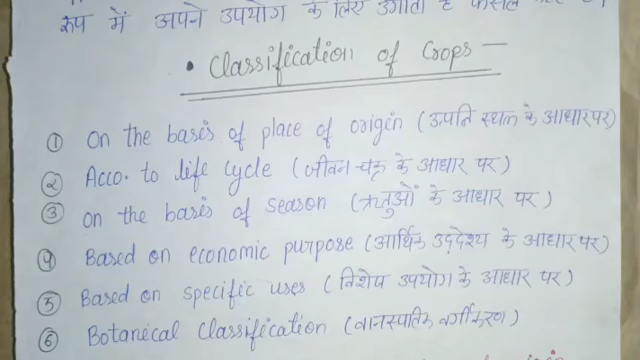 रूप में अपने उपयोग के लिए उगाता है फसल
• Classification of Crops —
① On the basis of place of origin (उपति स्थल के आधार पर)
② Acco. to life cycle (जीवन-चक्र के आधार पर)
③ on the basis of season (ऋतुओं के आधार पर)
④ Based on economic purpose (आर्थिक उद्देश्य के आधार पर)
⑤ Based on specific uses (विशेष उपयोग के आधार पर)
⑥ Botanical classification (वानस्पतिक वर्गीकरण)